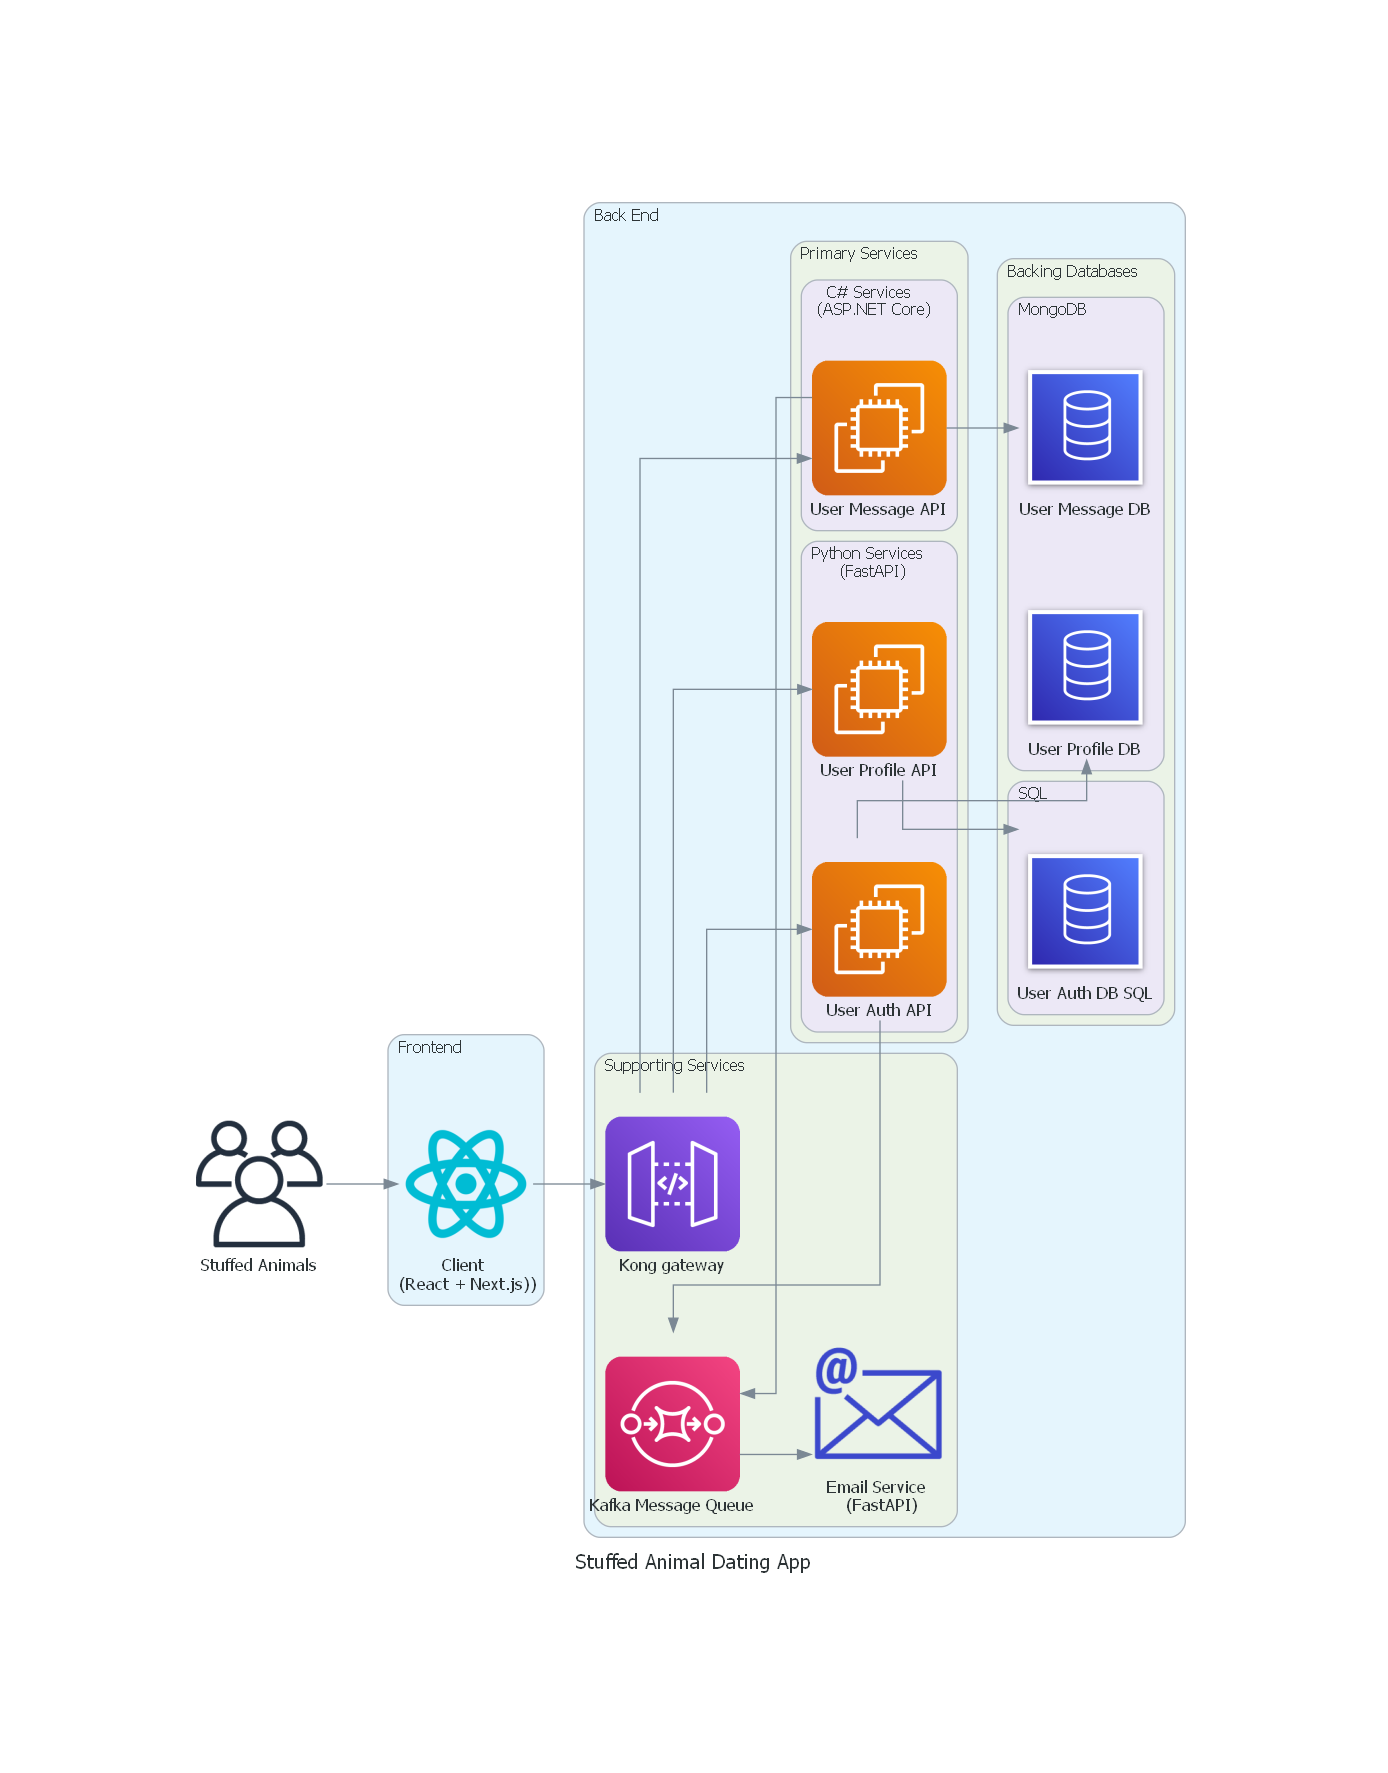 Back End
Primary Services
C# Services
(ASP.NET Core)
User Message API
Python Services
(FastAPI)
User Profile API
User Auth API
Backing Databases
MongoDB
User Message DB
User Profile DB
SQL
User Auth DB SQL
Frontend
Stuffed Animals
Client
(React + Next.js))
Supporting Services
Kong gateway
Kafka Message Queue
@
Email Service
(FastAPI)
Stuffed Animal Dating App